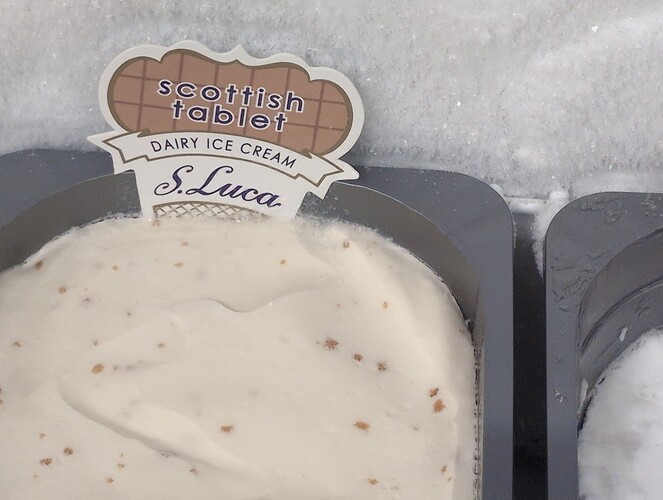 scottish
tablet
DAIRY ICE CREAM
S. Luca